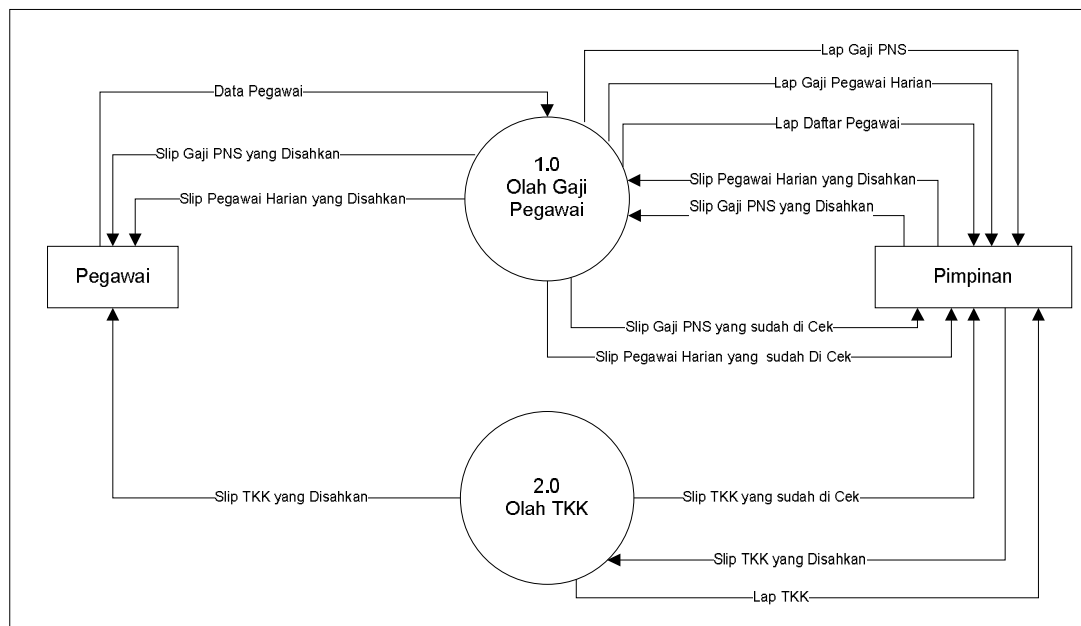 Lap Gaji PNS
Lap Gaji Pegawai Harian
Data Pegawai
Lap Daftar Pegawai
Slip Gaji PNS yang Disahkan
Slip Pegawai Harian yang Disahkan
1.0
Olah Gaji
Pegawai
Slip Pegawai Harian yang Disahkan
Slip Gaji PNS yang Disahkan
Pegawai
Pimpinan
Slip Gaji PNS yang sudah di Cek
Slip Pegawai Harian yang sudah Di Cek
2.0
Olah TKK
Slip TKK yang Disahkan
Slip TKK yang sudah di Cek
Slip TKK yang Disahkan
Lap TKK